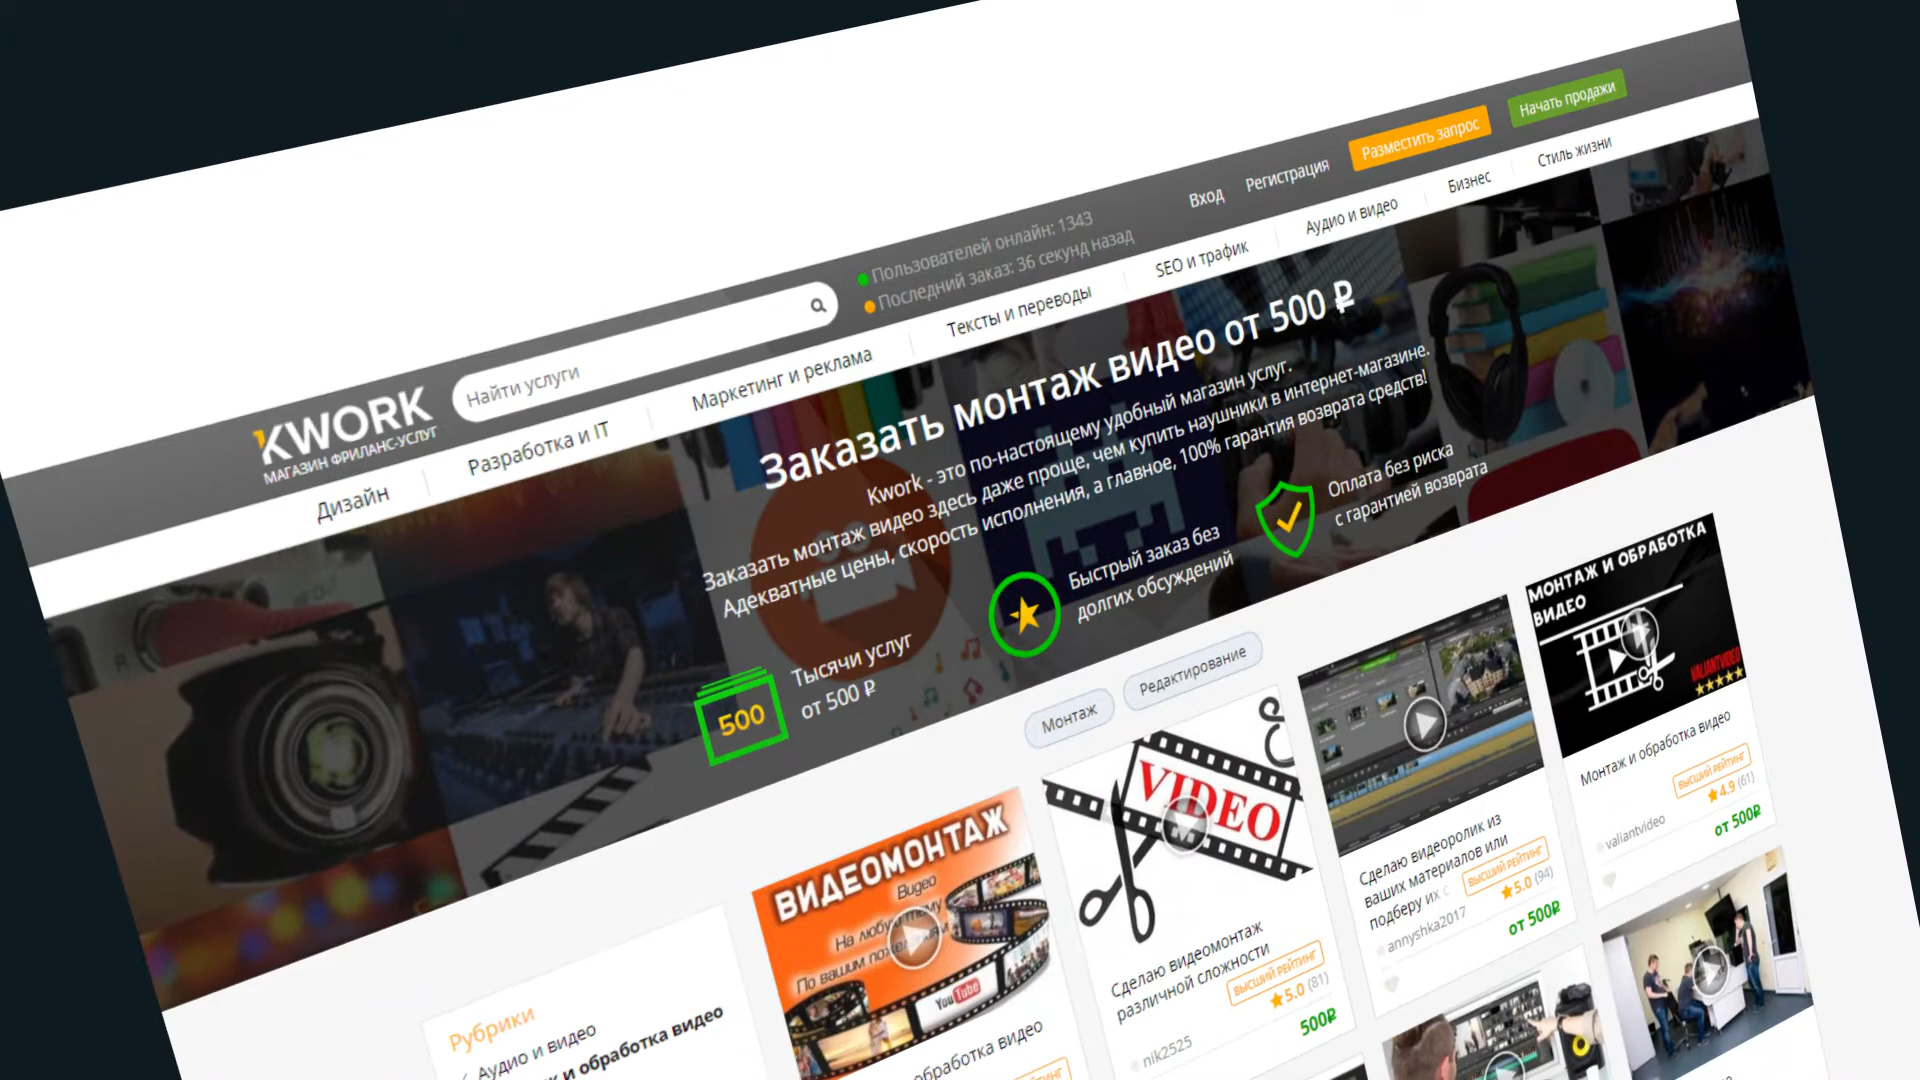 KWORK
МАГАЗИН ФРИЛАНС-УСЛУГ
Найти услуги
Пользователей онлайн: 1343
Последний заказ: 36 секунд назад
Вход
Регистрация
Разместить запрос
Начать продажи
Дизайн
Разработка и IT
Маркетинг и реклама
Тексты и переводы
SEO и трафик
Аудио и видео
Бизнес
Стиль жизни
Заказать монтаж видео от 500 ₽
Kwork - это по-настоящему удобный магазин услуг.
Заказать монтаж видео здесь даже проще, чем купить наушники в интернет-магазине.
Адекватные цены, скорость исполнения, а главное, 100% гарантия возврата средств!
500
Тысячи услуг
от 500 ₽
Быстрый заказ без
долгих обсуждений
Оплата без риска
с гарантией возврата
Монтаж
Редактирование
Рубрики
Аудио и видео
и обработка видео
ВИДЕОМОНТАЖ
Видео
На любую тему
По вашим пожеланиям
YouTube
обработка видео
VIDEO
Сделаю видеомонтаж
различной сложности
ВЫСШИЙ РЕЙТИНГ
5.0 (81)
nik2525
500₽
Сделаю видеоролик из
ваших материалов или
подберу их с
ВЫСШИЙ РЕЙТИНГ
5.0 (94)
annyshka2017
от 500₽
МОНТАЖ И ОБРАБОТКА
ВИДЕО
VALIANTVIDEO
Монтаж и обработка видео
ВЫСШИЙ РЕЙТИНГ
4.9 (61)
valiantvideo
от 500₽